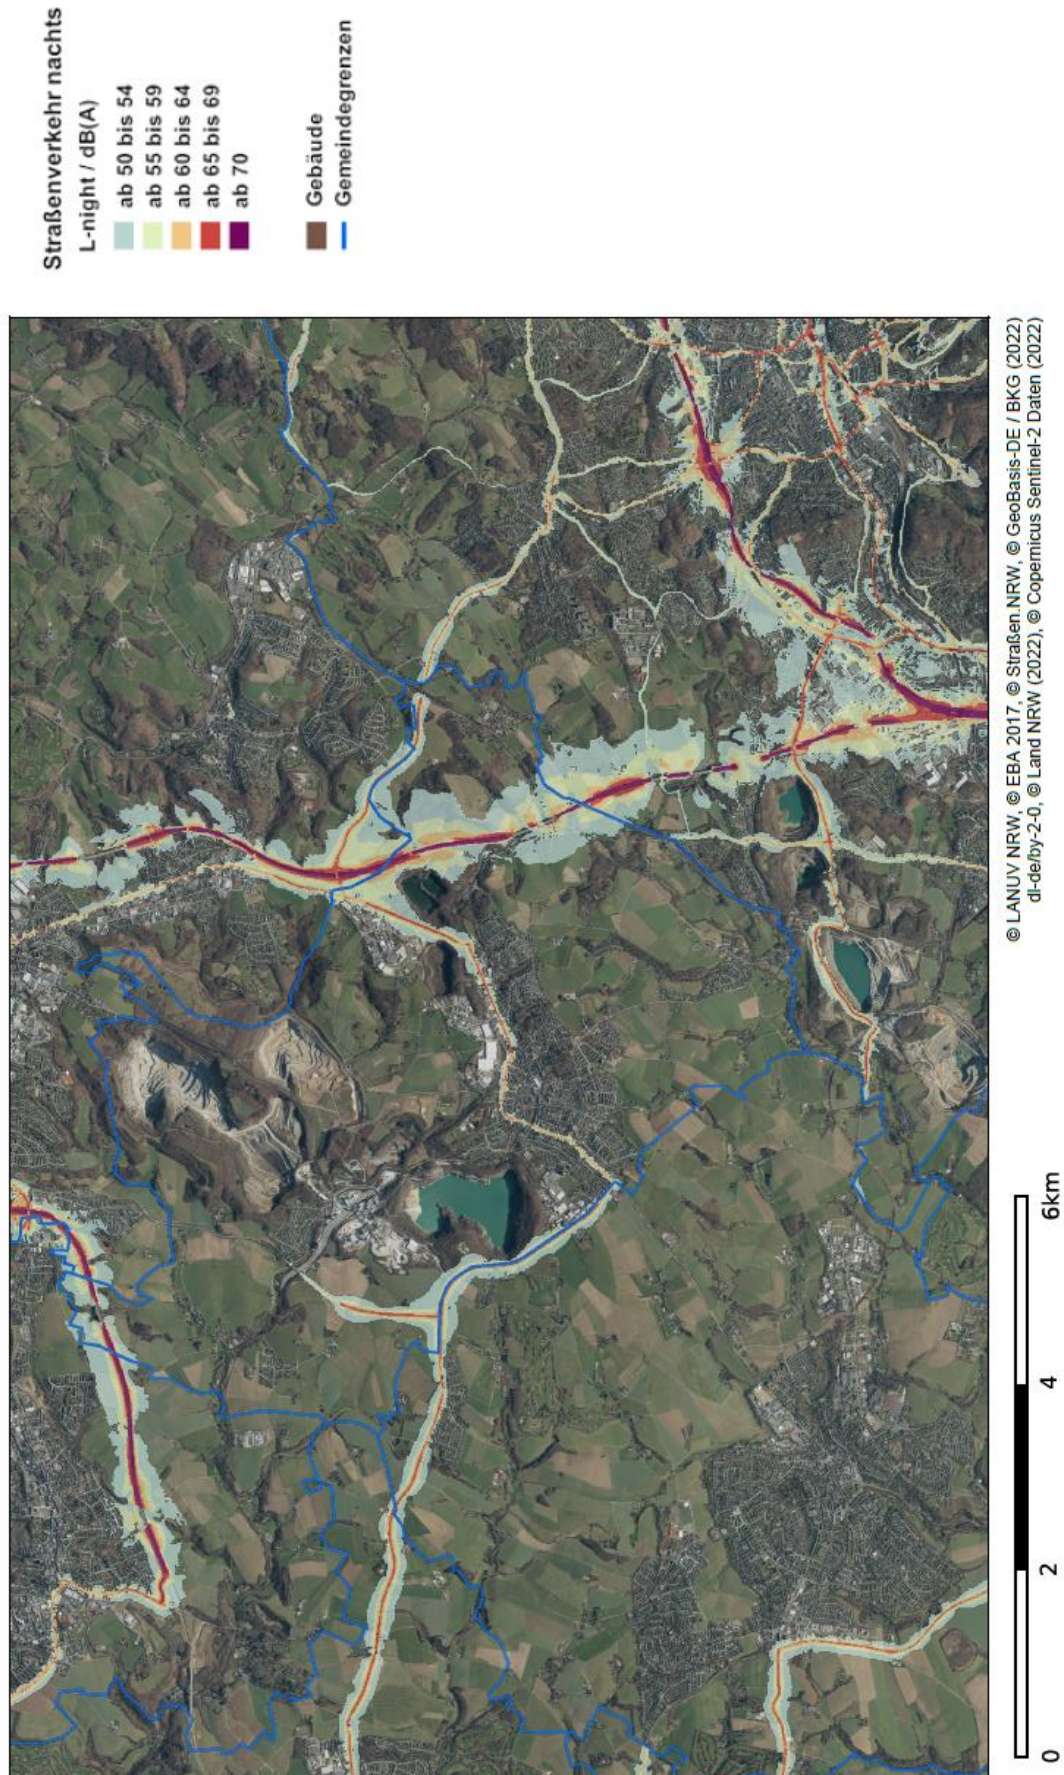 Straßenverkehr nachts
L-night / dB(A)
ab 50 bis 54
ab 55 bis 59
ab 60 bis 64
ab 65 bis 69
ab 70
Gebäude
Gemeindegrenzen
0 2 4 6km
© LANUV NRW, © EBA 2017, © Straßen.NRW, © GeoBasis-DE / BKG (2022)
dl-de/by-2-0, © Land NRW (2022), © Copernicus Sentinel-2 Daten (2022)